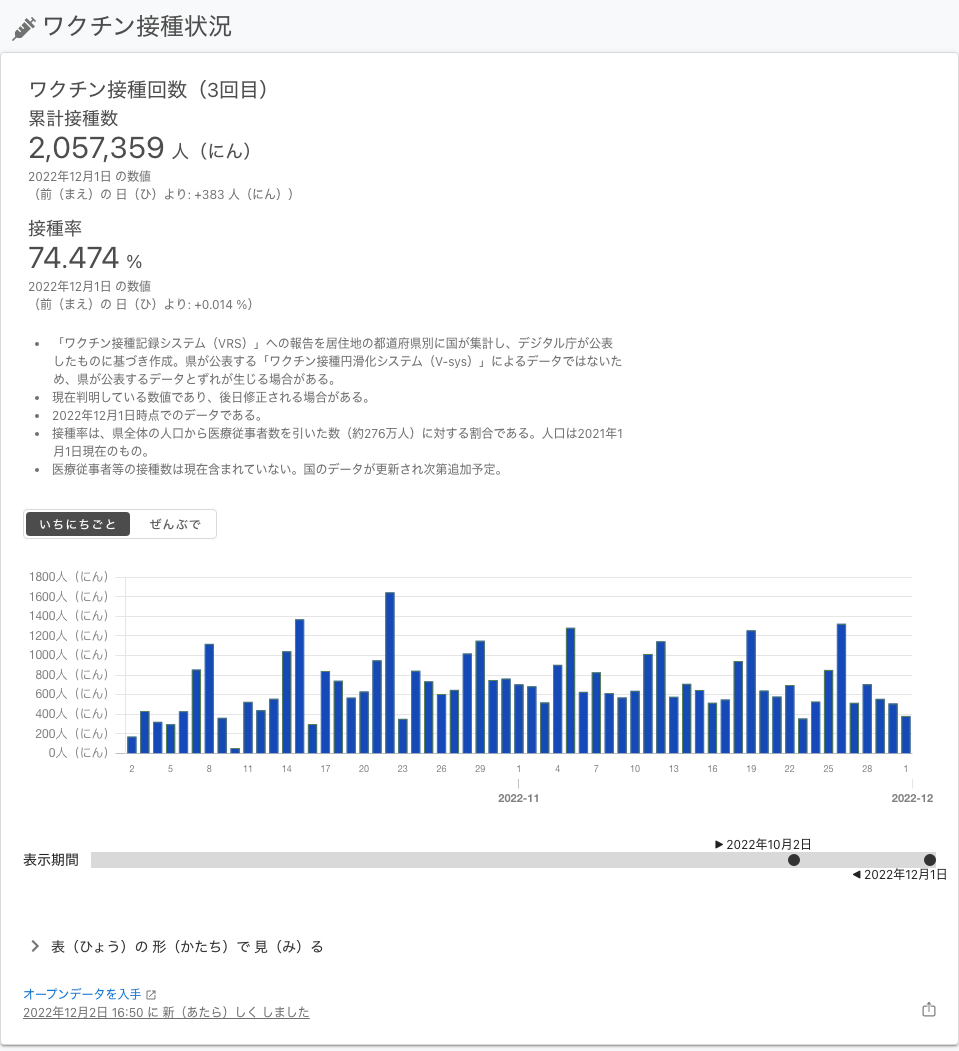 ワクチン接種状況
ワクチン接種回数（3回目）
累計接種数
2,057,359 人（にん）
2022年12月1日 の数値
（前（まえ）の 日（ひ）より: +383 人（にん））
接種率
74.474 %
2022年12月1日 の数値
（前（まえ）の 日（ひ）より: +0.014 %）
• 「ワクチン接種記録システム（VRS）」への報告を居住地の都道府県別に国が集計し、デジタル庁が公表
したものに基づき作成。県が公表する「ワクチン接種円滑化システム（V-sys）」によるデータではないた
め、県が公表するデータとずれが生じる場合がある。
• 現在判明している数値であり、後日修正される場合がある。
• 2022年12月1日時点でのデータである。
• 接種率は、県全体の人口から医療従事者数を引いた数（約276万人）に対する割合である。人口は2021年1
月1日現在のもの。
• 医療従事者等の接種数は現在含まれていない。国のデータが更新され次第追加予定。
いちにちごと ぜんぶで
1800人（にん）
1600人（にん）
1400人（にん）
1200人（にん）
1000人（にん）
800人（にん）
600人（にん）
400人（にん）
200人（にん）
0人（にん）
2 5 8 11 14 17 20 23 26 29 1 4 7 10 13 16 19 22 25 28 1
2022-11 2022-12
▶ 2022年10月2日
表示期間
◀ 2022年12月1日
表（ひょう）の 形（かたち）で 見（み）る
オープンデータを入手
2022年12月2日 16:50 に 新（あたら）しく しました